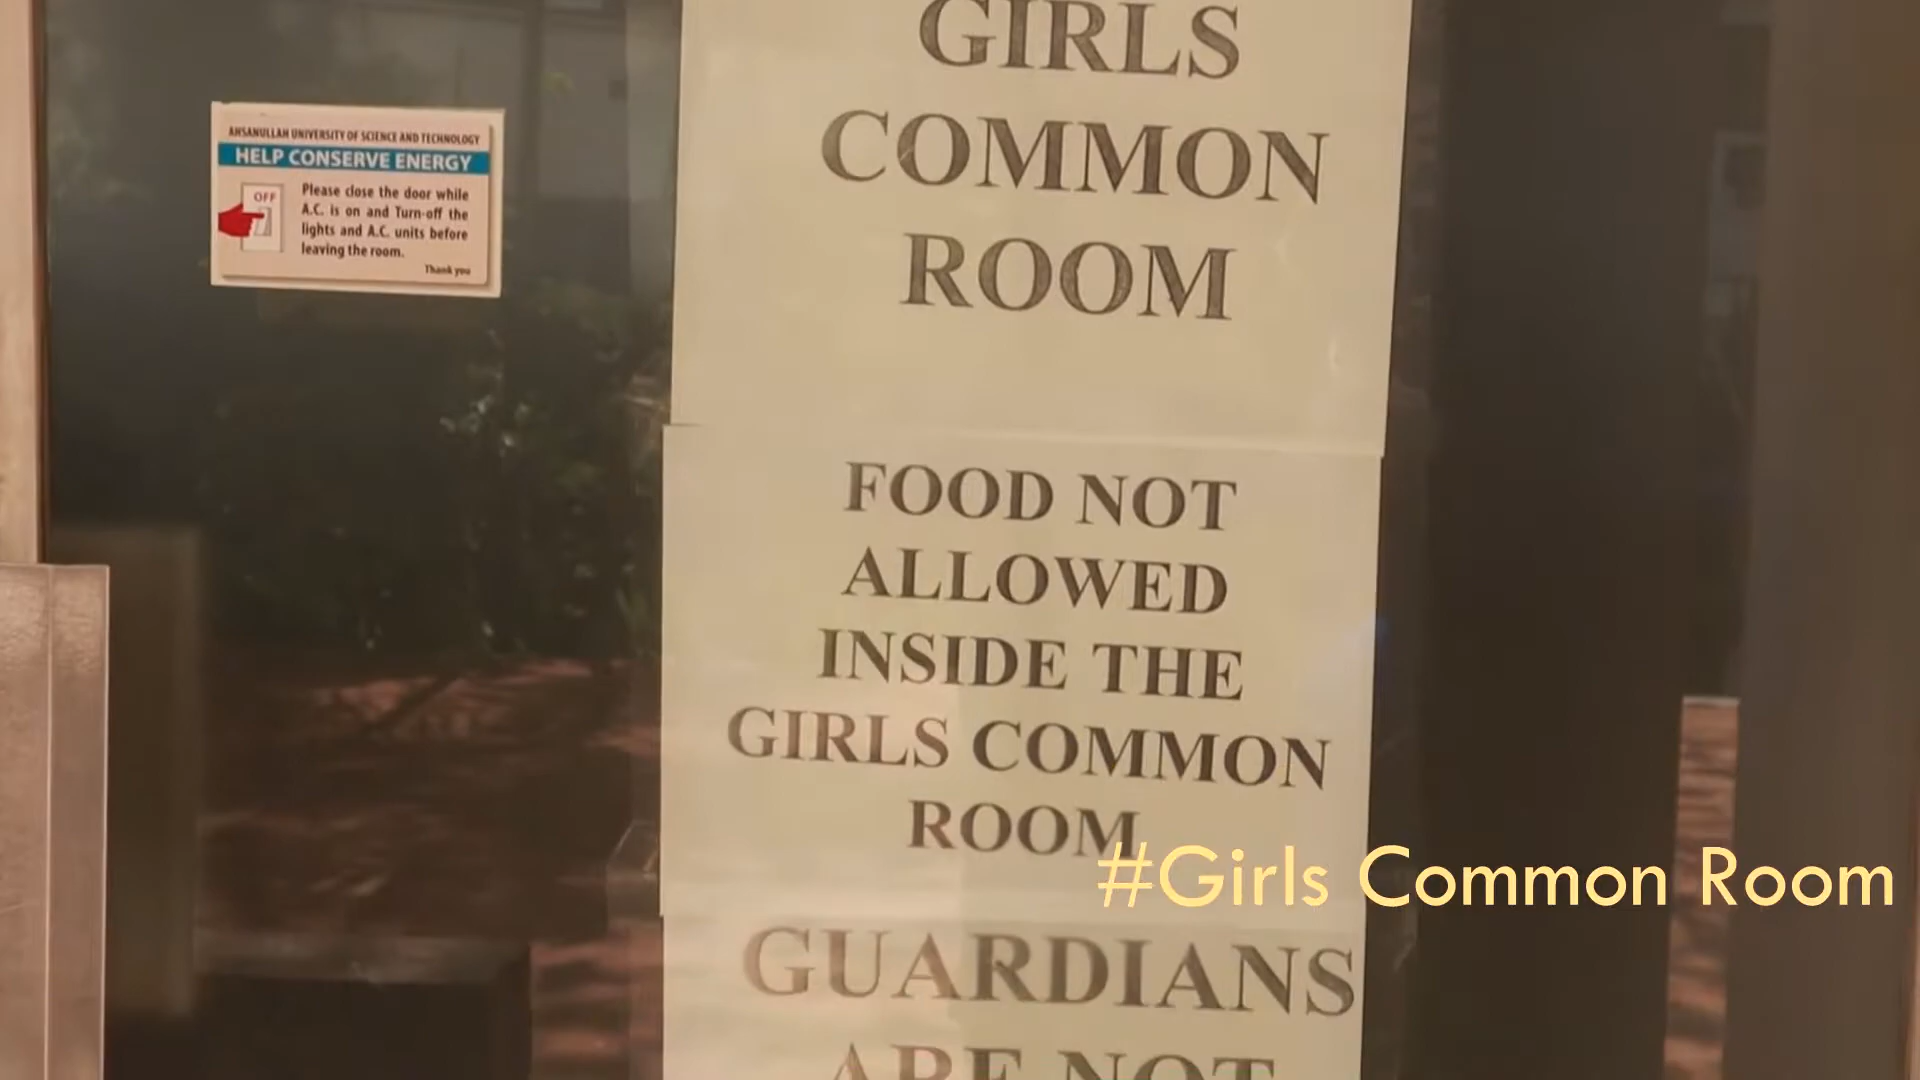 AHSANULLAH UNIVERSITY OF SCIENCE AND TECHNOLOGY
HELP CONSERVE ENERGY
OFF
Please close the door while
A.C. is on and Turn-off the
lights and A.C. units before
leaving the room.
Thank you
GIRLS
COMMON
ROOM
FOOD NOT
ALLOWED
INSIDE THE
GIRLS COMMON
ROOM
#Girls Common Room
GUARDIANS
ARE NOT